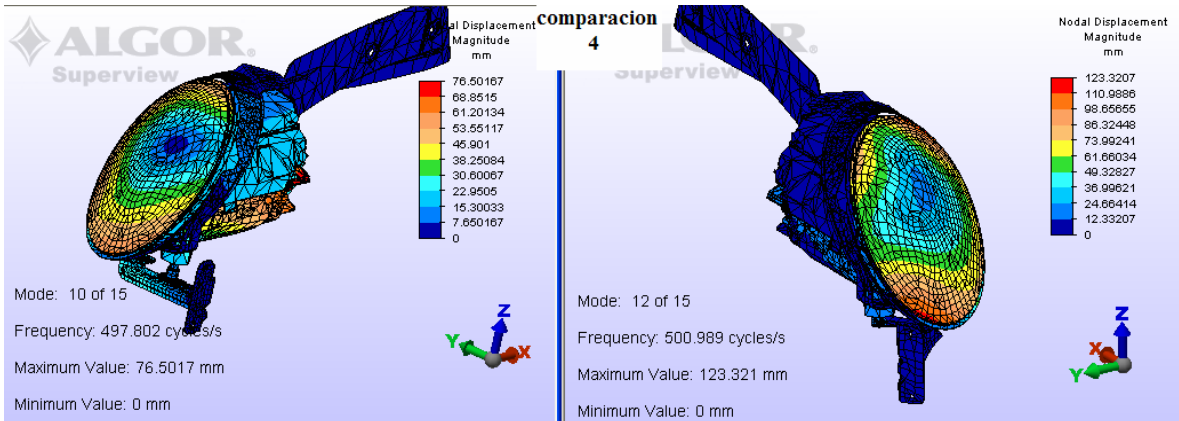 ALGOR®
Superview
al Displacement
Magnitude
mm
76.50167
68.8515
61.20134
53.55117
45.901
38.25084
30.60067
22.9505
15.30033
7.650167
0
Mode: 10 of 15
Frequency: 497.802 cycles/s
Maximum Value: 76.5017 mm
Minimum Value: 0 mm
Z
Y
X
comparacion
4
Superview
Nodal Displacement
Magnitude
mm
123.3207
110.9886
98.65655
86.32448
73.99241
61.66034
49.32827
36.99621
24.66414
12.33207
0
Mode: 12 of 15
Frequency: 500.989 cycles/s
Maximum Value: 123.321 mm
Minimum Value: 0 mm
Z
X
Y